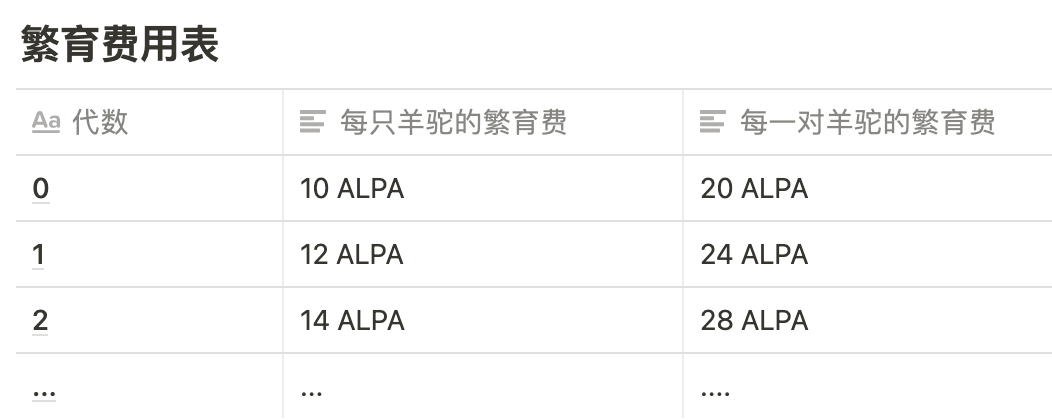 繁育费用表
Aa 代数 每只羊驼的繁育费 每一对羊驼的繁育费
0 10 ALPA 20 ALPA
1 12 ALPA 24 ALPA
2 14 ALPA 28 ALPA
... ... ....